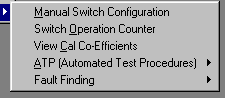 Manual Switch Configuration
Switch Operation Counter
View Cal Co-Efficients
ATP (Automated Test Procedures)
Fault Finding